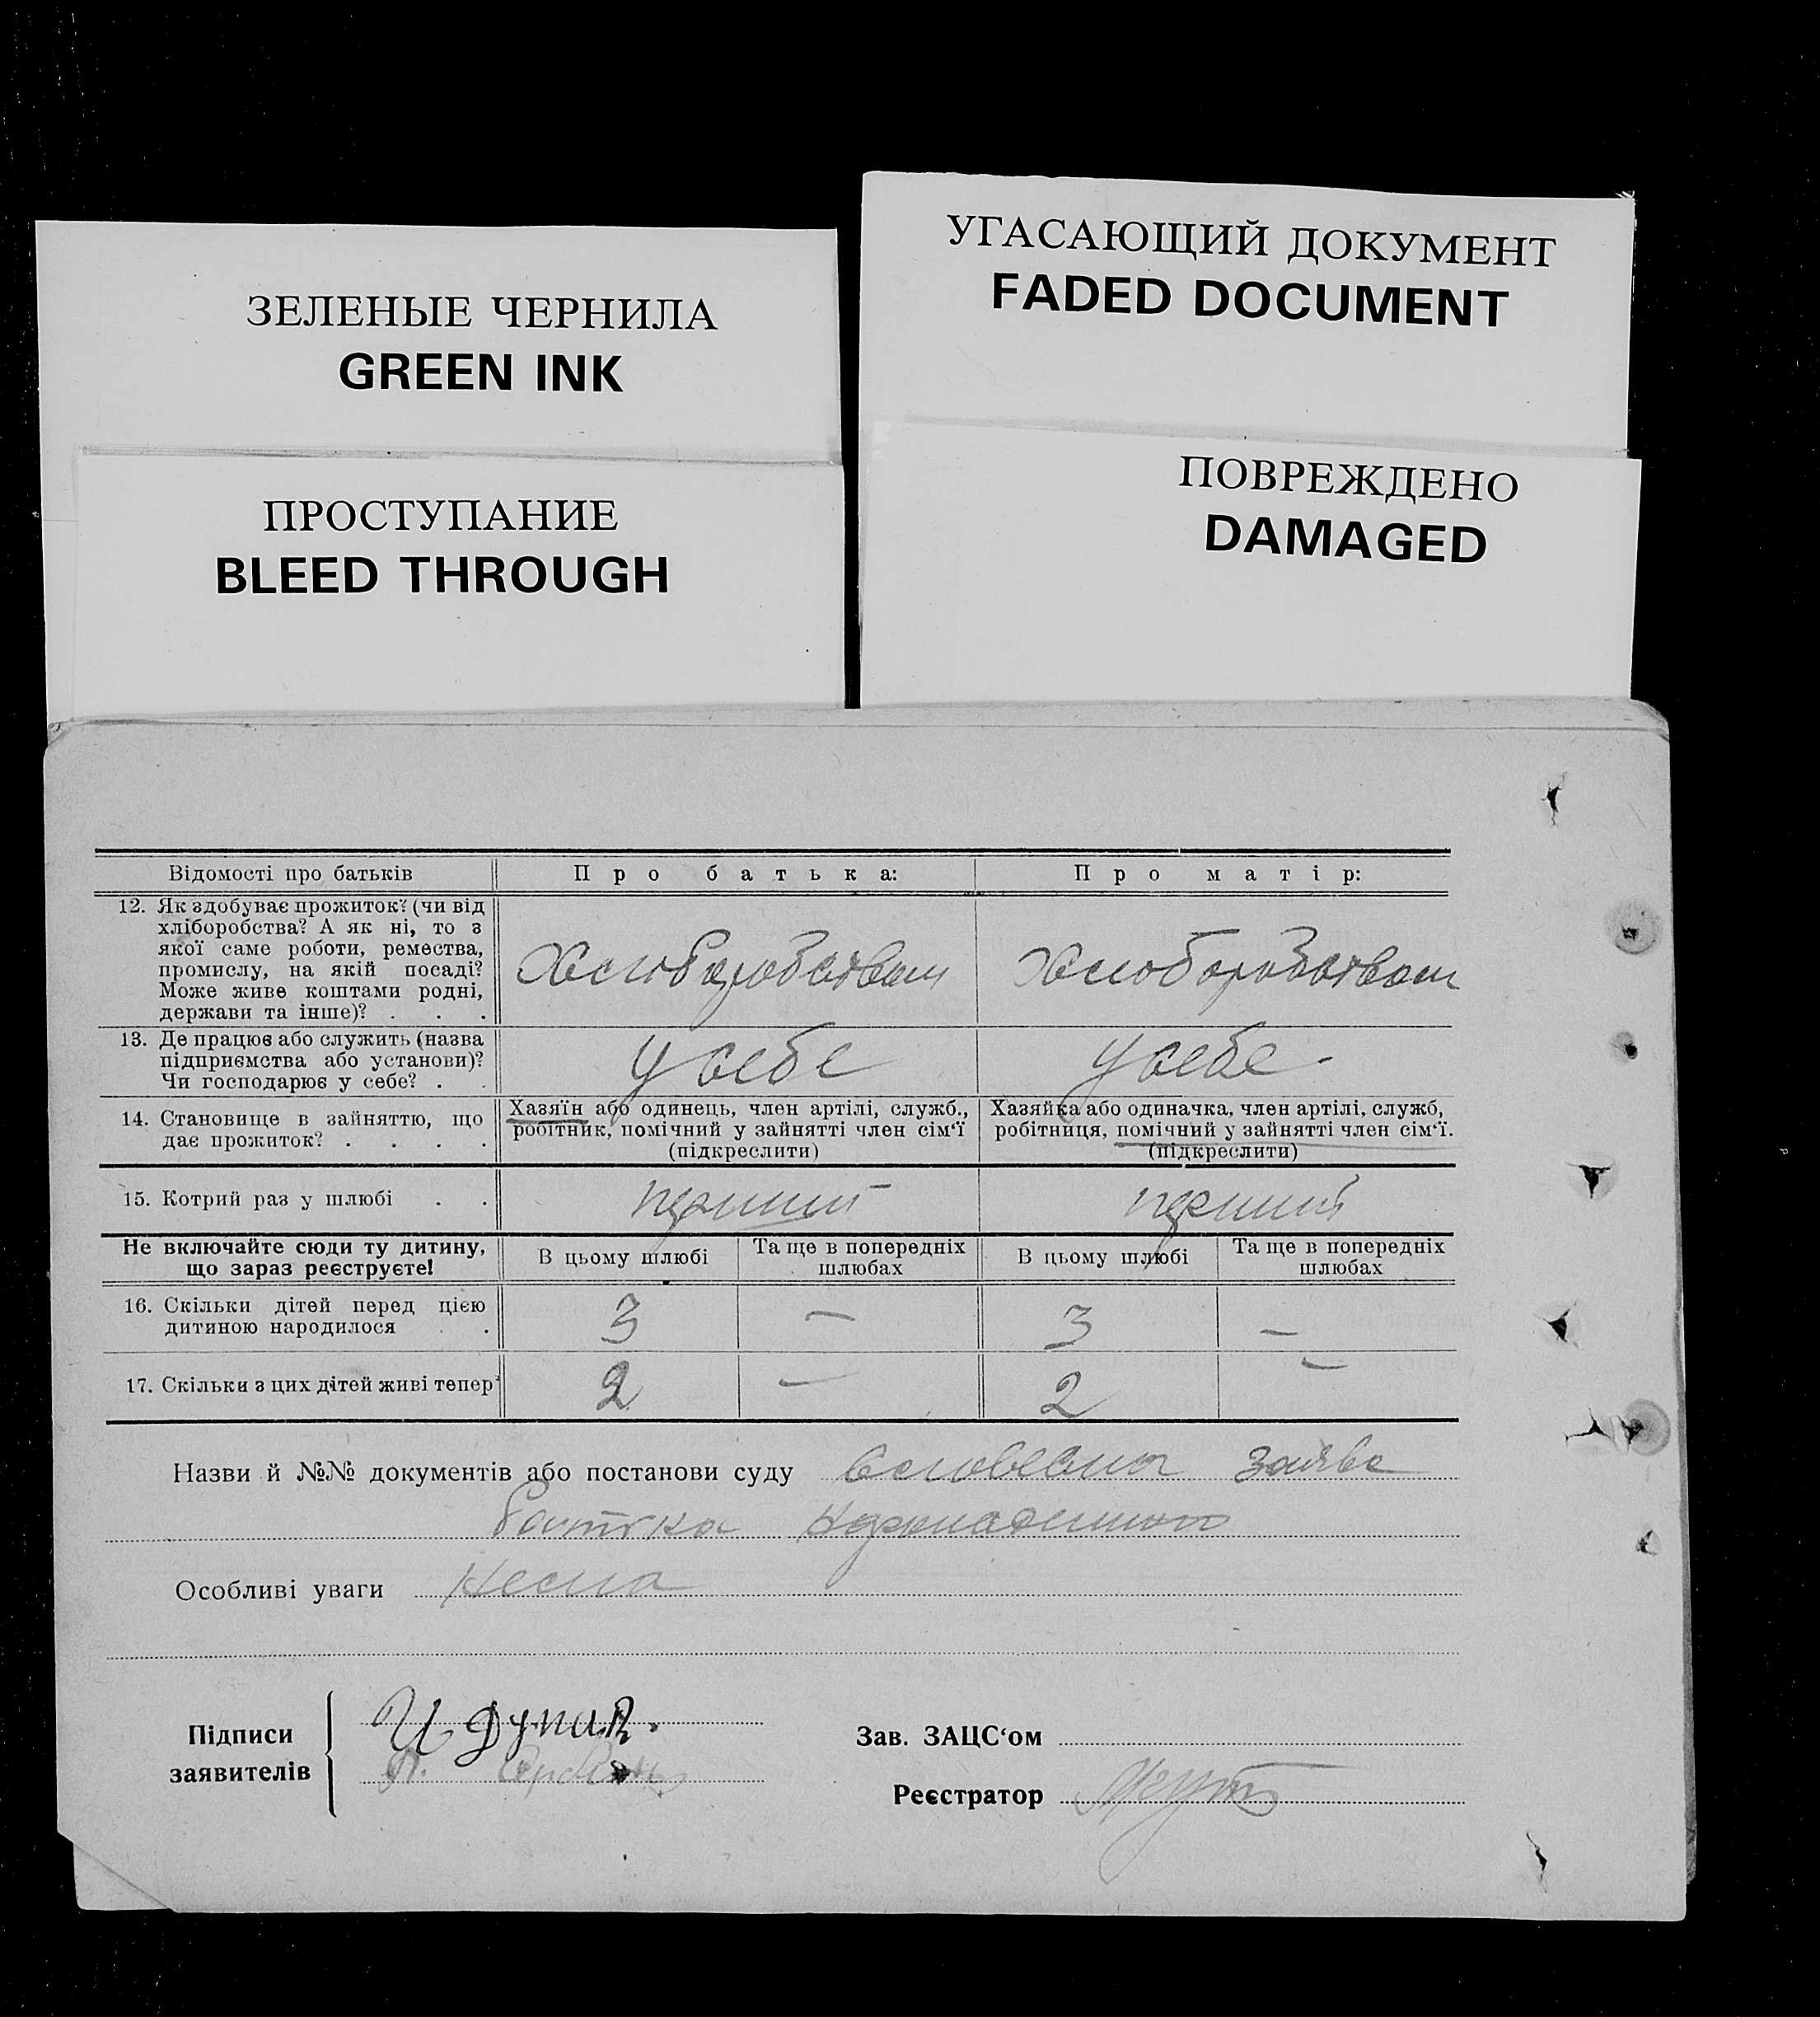 ЗЕЛЕНЫЕ ЧЕРНИЛА
GREEN INK
УГАСАЮЩИЙ ДОКУМЕНТ
FADED DOCUMENT
ПРОСТУПАНИЕ
BLEED THROUGH
ПОВРЕЖДЕНО
DAMAGED
Відомості про батьків
Про батька:
Про матір:
12. Як здобуває прожиток? (чи від
хліборобства? А як ні, то з
якої саме роботи, ремества,
промислу, на якій посаді?
Може живе коштами родні,
держави та інше)? . . .
Хлюборобством
Хлюборобством
13. Де працює або служить (назва
підприємства або установи)?
Чи господарює у себе? . .
у себе
у себе
14. Становище в зайняттю, що
дає прожиток? . . . .
Хазяїн або одинець, член артілі, служб.,
робітник, помічний у зайнятті член сім‘ї
(підкреслити)
Хазяйка або одиначка, член артілі, служб,
робітниця, помічний у зайнятті член сім‘ї.
(підкреслити)
15. Котрий раз у шлюбі . .
перший
перший
Не включайте сюди ту дитину,
що зараз реєструєте!
В цьому шлюбі
Та ще в попередніх
шлюбах
В цьому шлюбі
Та ще в попередніх
шлюбах
16. Скільки дітей перед цією
дитиною народилося . .
3 — 3 —
17. Скільки з цих дітей живі тепер
2 — 2 —
Назви й №№ документів або постанови суду заява
батька
Особливі уваги
Підписи
заявителів
И Дупик.
Зав. ЗАЦС‘ом
Реєстратор